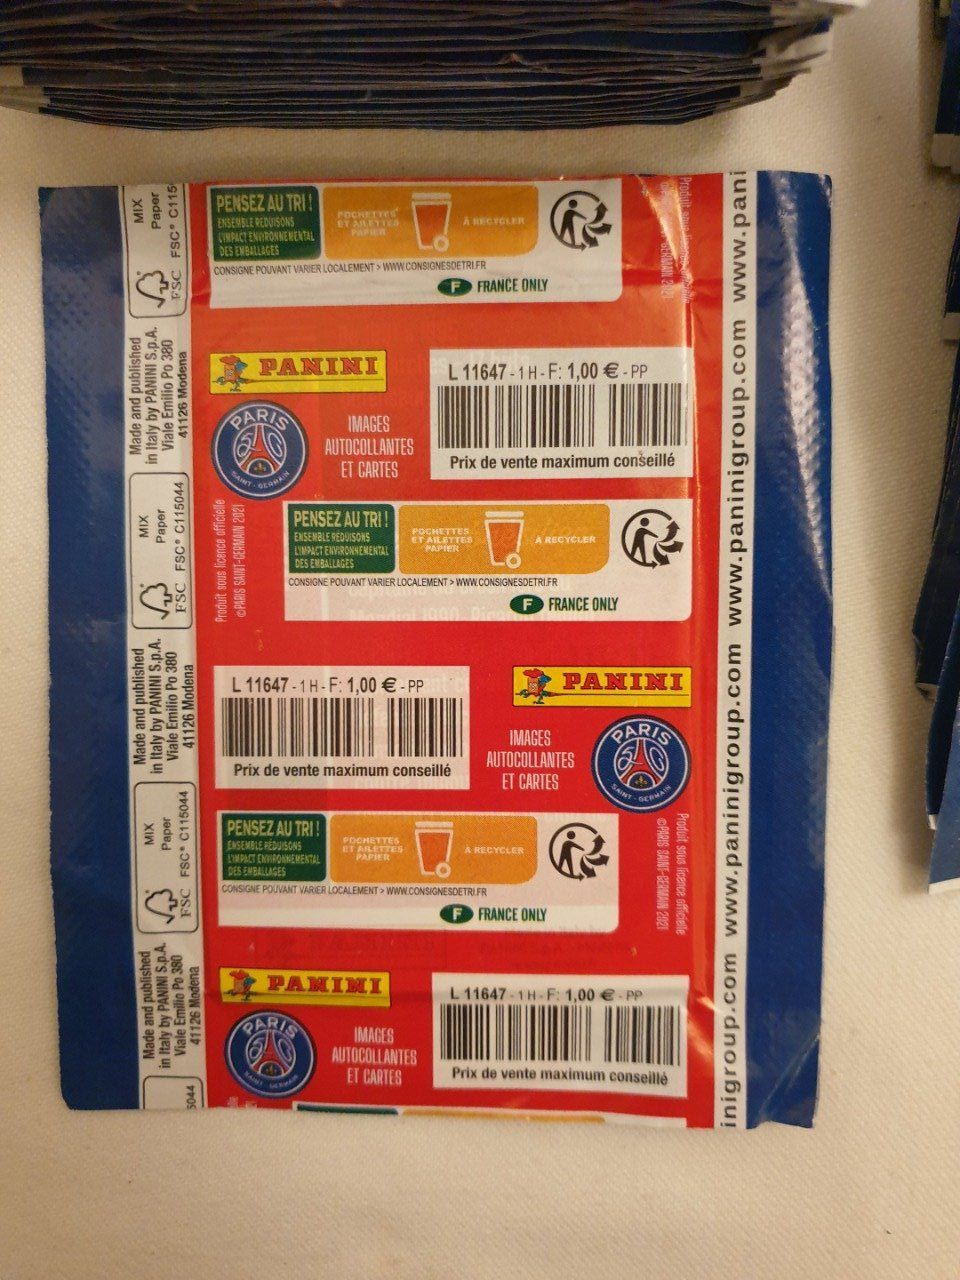 PENSEZ AU TRI !
ENSEMBLE RÉDUISONS
L'IMPACT ENVIRONNEMENTAL
DES EMBALLAGES
POCHETTES
ET AILETTES
PAPIER
À RECYCLER
CONSIGNE POUVANT VARIER LOCALEMENT > WWW.CONSIGNESDETRI.FR
F FRANCE ONLY
PANINI
PARIS
SAINT-GERMAIN
IMAGES
AUTOCOLLANTES
ET CARTES
L 11647 - 1 H - F: 1,00 € - PP
Prix de vente maximum conseillé
Produit sous licence officielle
©PARIS SAINT-GERMAIN 2021
PENSEZ AU TRI !
ENSEMBLE RÉDUISONS
L'IMPACT ENVIRONNEMENTAL
DES EMBALLAGES
POCHETTES
ET AILETTES
PAPIER
À RECYCLER
CONSIGNE POUVANT VARIER LOCALEMENT > WWW.CONSIGNESDETRI.FR
F FRANCE ONLY
L 11647 - 1 H - F: 1,00 € - PP
Prix de vente maximum conseillé
PANINI
IMAGES
AUTOCOLLANTES
ET CARTES
PARIS
SAINT-GERMAIN
Produit sous licence officielle
©PARIS SAINT-GERMAIN 2021
PENSEZ AU TRI !
ENSEMBLE RÉDUISONS
L'IMPACT ENVIRONNEMENTAL
DES EMBALLAGES
POCHETTES
ET AILETTES
PAPIER
À RECYCLER
CONSIGNE POUVANT VARIER LOCALEMENT > WWW.CONSIGNESDETRI.FR
F FRANCE ONLY
PANINI
PARIS
SAINT-GERMAIN
IMAGES
AUTOCOLLANTES
ET CARTES
L 11647 - 1 H - F: 1,00 € - PP
Prix de vente maximum conseillé
MIX
Paper
FSC® C115
FSC
Made and published
in Italy by PANINI S.p.A.
Viale Emilio Po 380
41126 Modena
MIX
Paper
FSC® C115044
FSC
Made and published
in Italy by PANINI S.p.A.
Viale Emilio Po 380
41126 Modena
MIX
Paper
FSC® C115044
FSC
Made and published
in Italy by PANINI S.p.A.
Viale Emilio Po 380
41126 Modena
5044
inigroup.com www.paninigroup.com www.paninigroup.com www.pani